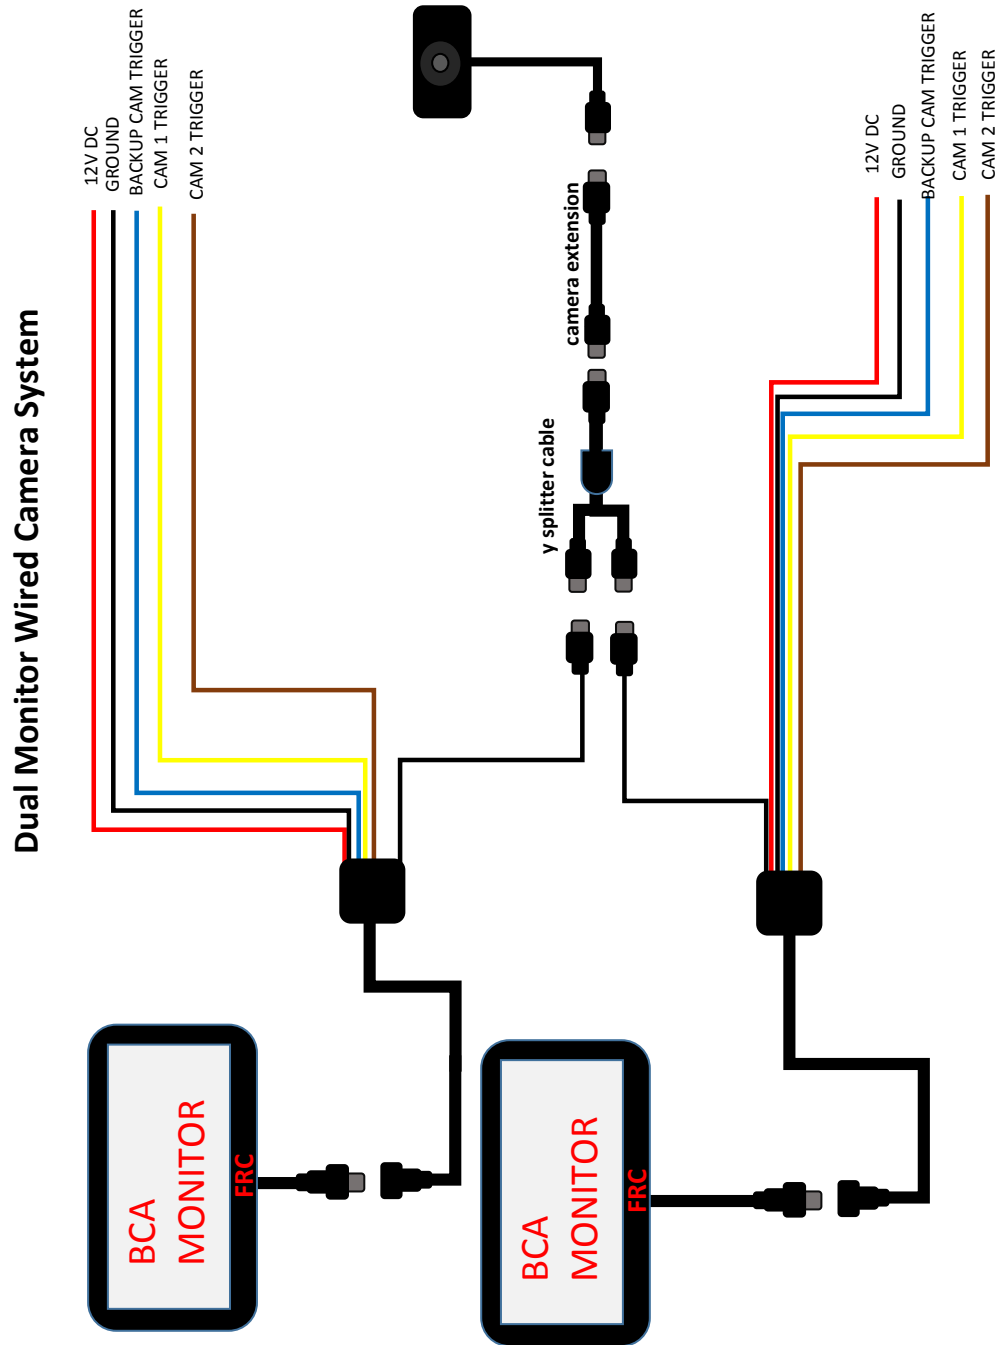 Dual Monitor Wired Camera System
12V DC
GROUND
BACKUP CAM TRIGGER
CAM 1 TRIGGER
CAM 2 TRIGGER
camera extension
y splitter cable
12V DC
GROUND
BACKUP CAM TRIGGER
CAM 1 TRIGGER
CAM 2 TRIGGER
BCA
MONITOR
FRC
BCA
MONITOR
FRC